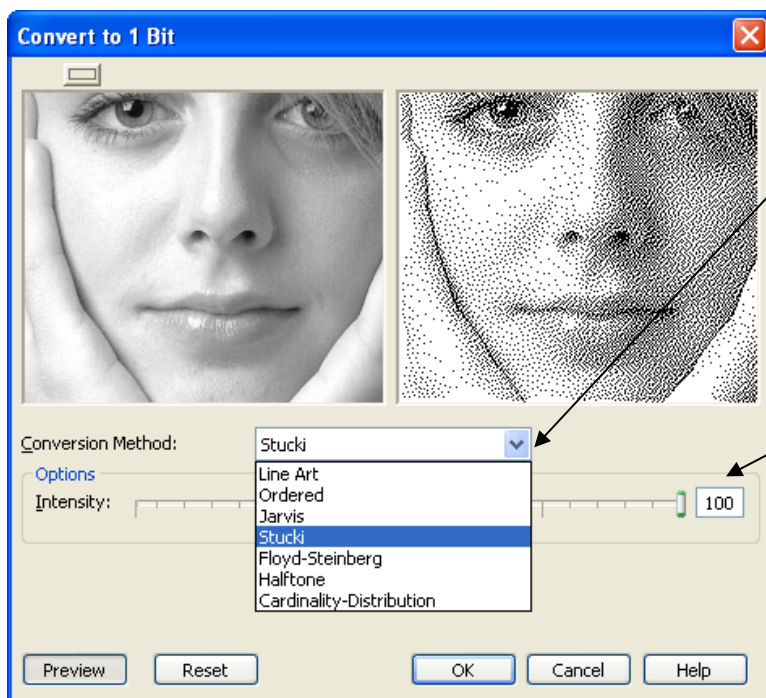 Convert to 1 Bit
Conversion Method: Stucki
Line Art
Options
Ordered
Intensity: 100
Jarvis
Stucki
Floyd-Steinberg
Halftone
Cardinality-Distribution
Preview Reset OK Cancel Help